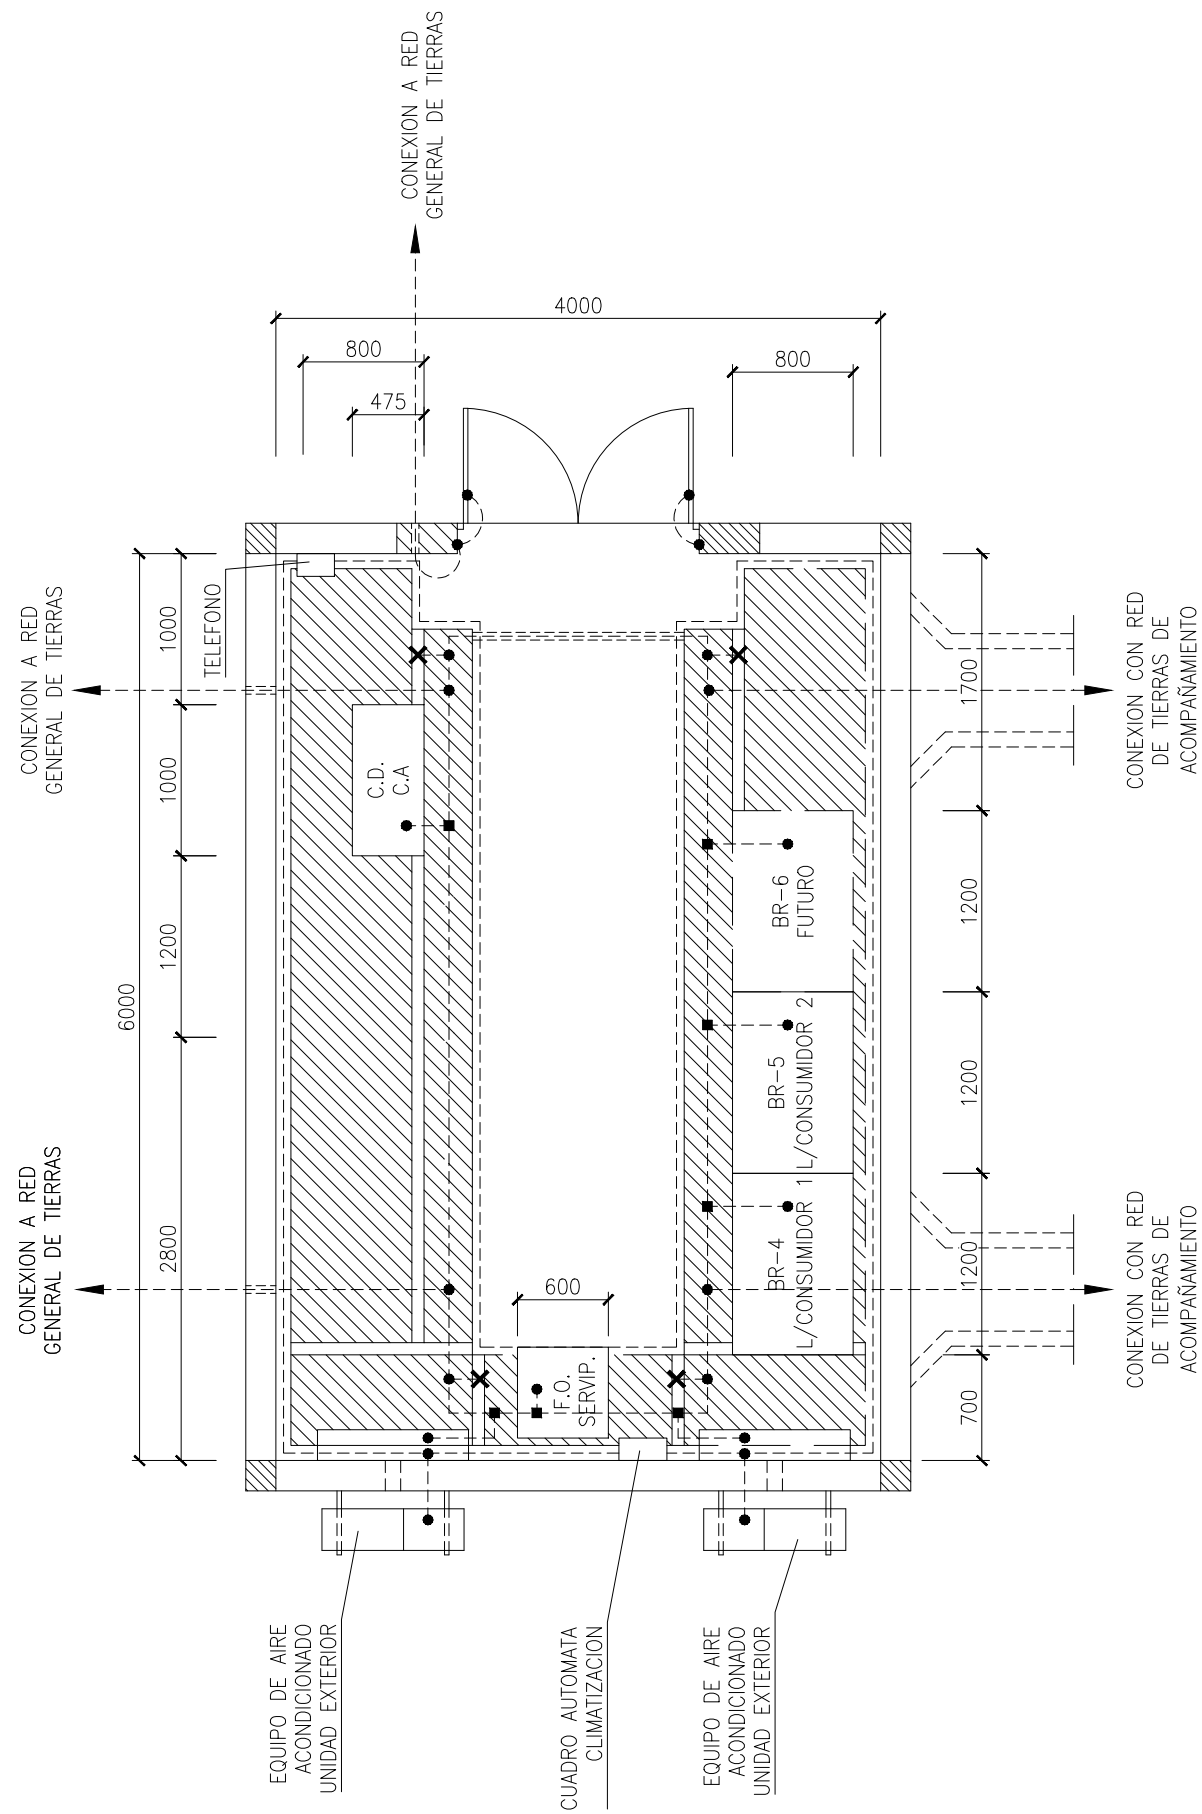 CONEXION A RED
GENERAL DE TIERRAS
4000
800
475
800
6000
1000
1000
1200
2800
CONEXION A RED
GENERAL DE TIERRAS
CONEXION A RED
GENERAL DE TIERRAS
TELEFONO
C.D.
C.A
BR-6
FUTURO
BR-5
L/CONSUMIDOR 2
BR-4
L/CONSUMIDOR 1
600
F.O.
SERVIP.
1700
1200
1200
1200
700
CONEXION CON RED
DE TIERRAS DE
ACOMPAÑAMIENTO
CONEXION CON RED
DE TIERRAS DE
ACOMPAÑAMIENTO
EQUIPO DE AIRE
ACONDICIONADO
UNIDAD EXTERIOR
CUADRO AUTOMATA
CLIMATIZACION
EQUIPO DE AIRE
ACONDICIONADO
UNIDAD EXTERIOR